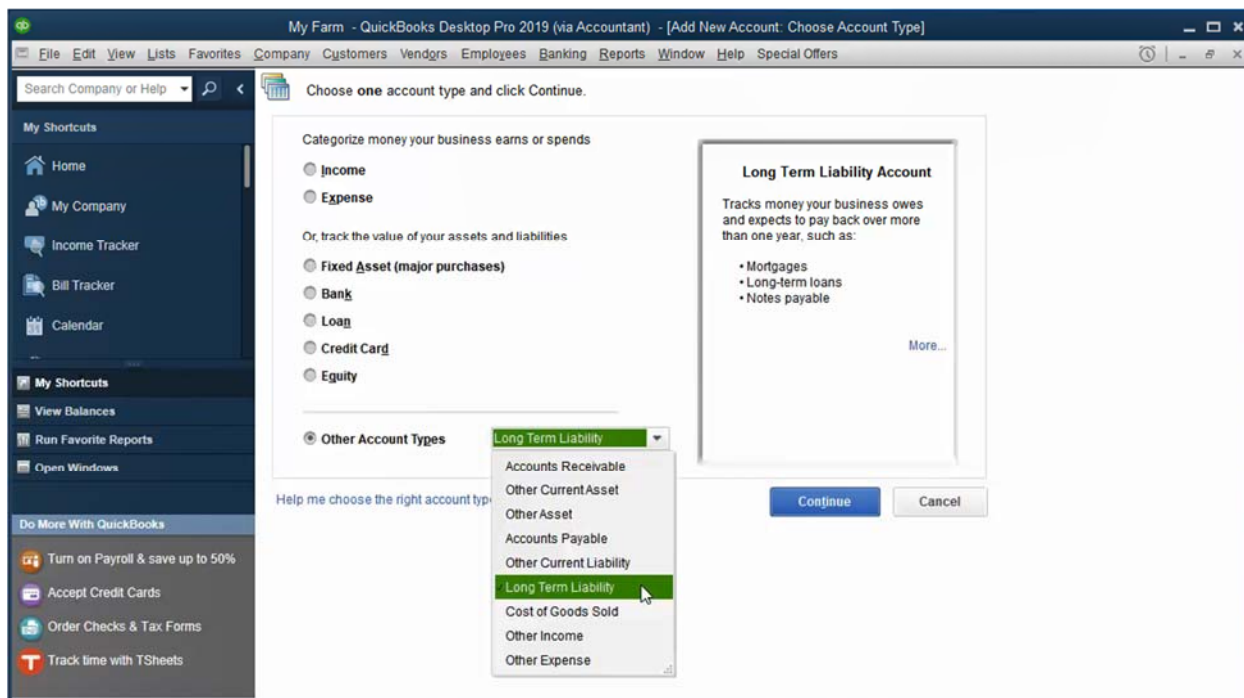 My Farm - QuickBooks Desktop Pro 2019 (via Accountant) - [Add New Account: Choose Account Type]
File Edit View Lists Favorites Company Customers Vendors Employees Banking Reports Window Help Special Offers
Search Company or Help
My Shortcuts
Home
My Company
Income Tracker
Bill Tracker
Calendar
My Shortcuts
View Balances
Run Favorite Reports
Open Windows
Do More With QuickBooks
Turn on Payroll & save up to 50%
Accept Credit Cards
Order Checks & Tax Forms
Track time with TSheets
Choose one account type and click Continue.
Categorize money your business earns or spends
Income
Expense
Or, track the value of your assets and liabilities
Fixed Asset (major purchases)
Bank
Loan
Credit Card
Equity
Other Account Types
Long Term Liability
Accounts Receivable
Other Current Asset
Other Asset
Accounts Payable
Other Current Liability
Long Term Liability
Cost of Goods Sold
Other Income
Other Expense
Help me choose the right account typ
Long Term Liability Account
Tracks money your business owes
and expects to pay back over more
than one year, such as:
• Mortgages
• Long-term loans
• Notes payable
More...
Continue
Cancel